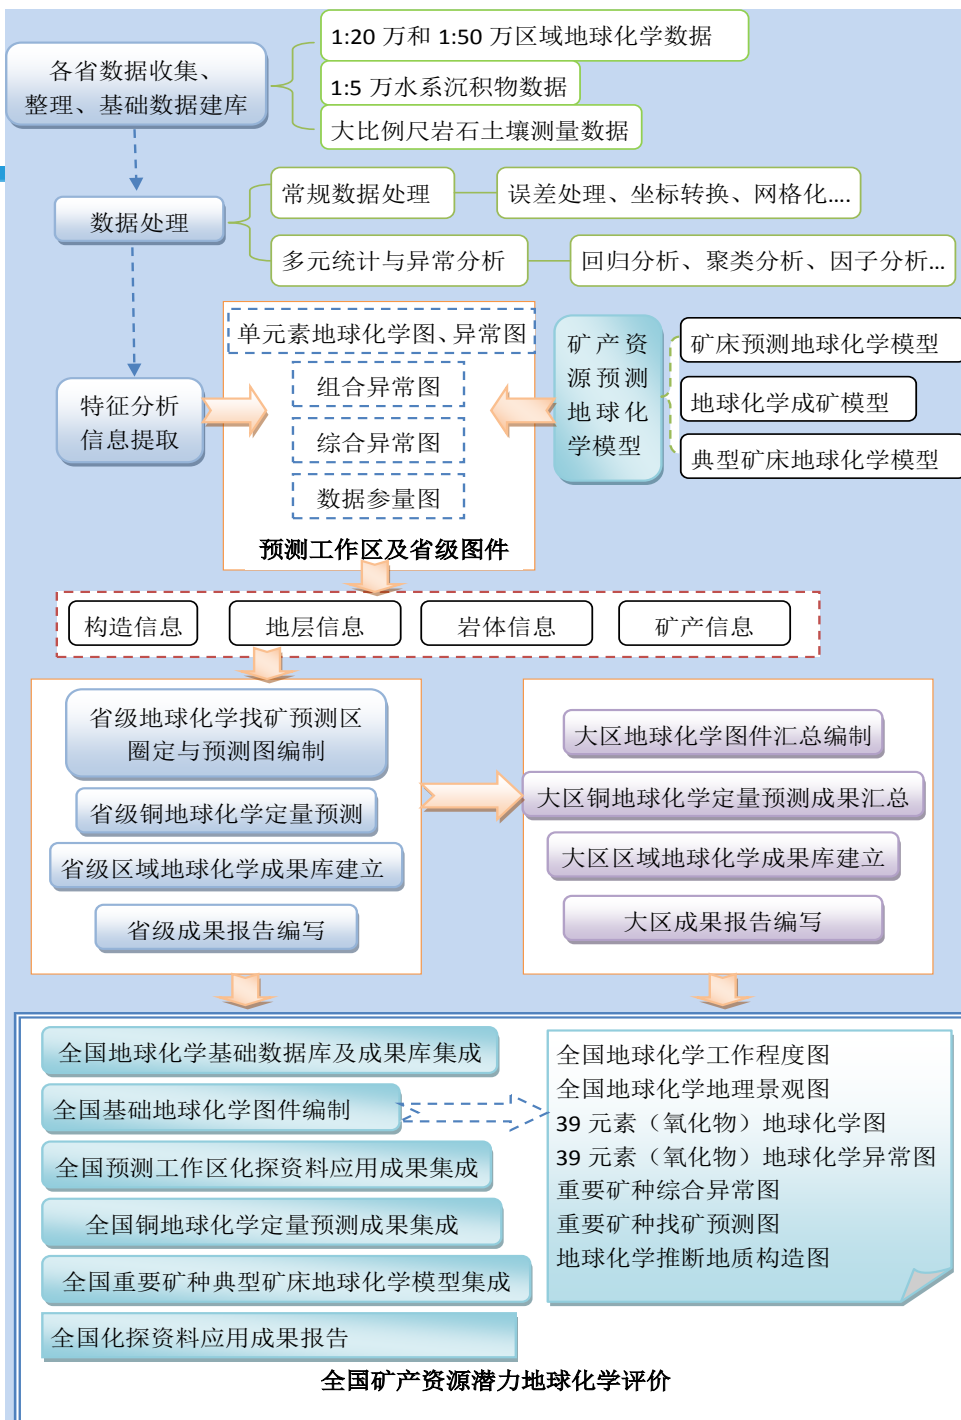 各省数据收集、
整理、基础数据建库
1:20 万和 1:50 万区域地球化学数据
1:5 万水系沉积物数据
大比例尺岩石土壤测量数据
数据处理
常规数据处理
误差处理、坐标转换、网格化....
多元统计与异常分析
回归分析、聚类分析、因子分析...
特征分析
信息提取
单元素地球化学图、异常图
组合异常图
综合异常图
数据参量图
预测工作区及省级图件
矿产资
源预测
地球化
学模型
矿床预测地球化学模型
地球化学成矿模型
典型矿床地球化学模型
构造信息
地层信息
岩体信息
矿产信息
省级地球化学找矿预测区
圈定与预测图编制
省级铜地球化学定量预测
省级区域地球化学成果库建立
省级成果报告编写
大区地球化学图件汇总编制
大区铜地球化学定量预测成果汇总
大区区域地球化学成果库建立
大区成果报告编写
全国地球化学基础数据库及成果库集成
全国基础地球化学图件编制
全国预测工作区化探资料应用成果集成
全国铜地球化学定量预测成果集成
全国重要矿种典型矿床地球化学模型集成
全国化探资料应用成果报告
全国地球化学工作程度图
全国地球化学地理景观图
39 元素（氧化物）地球化学图
39 元素（氧化物）地球化学异常图
重要矿种综合异常图
重要矿种找矿预测图
地球化学推断地质构造图
全国矿产资源潜力地球化学评价